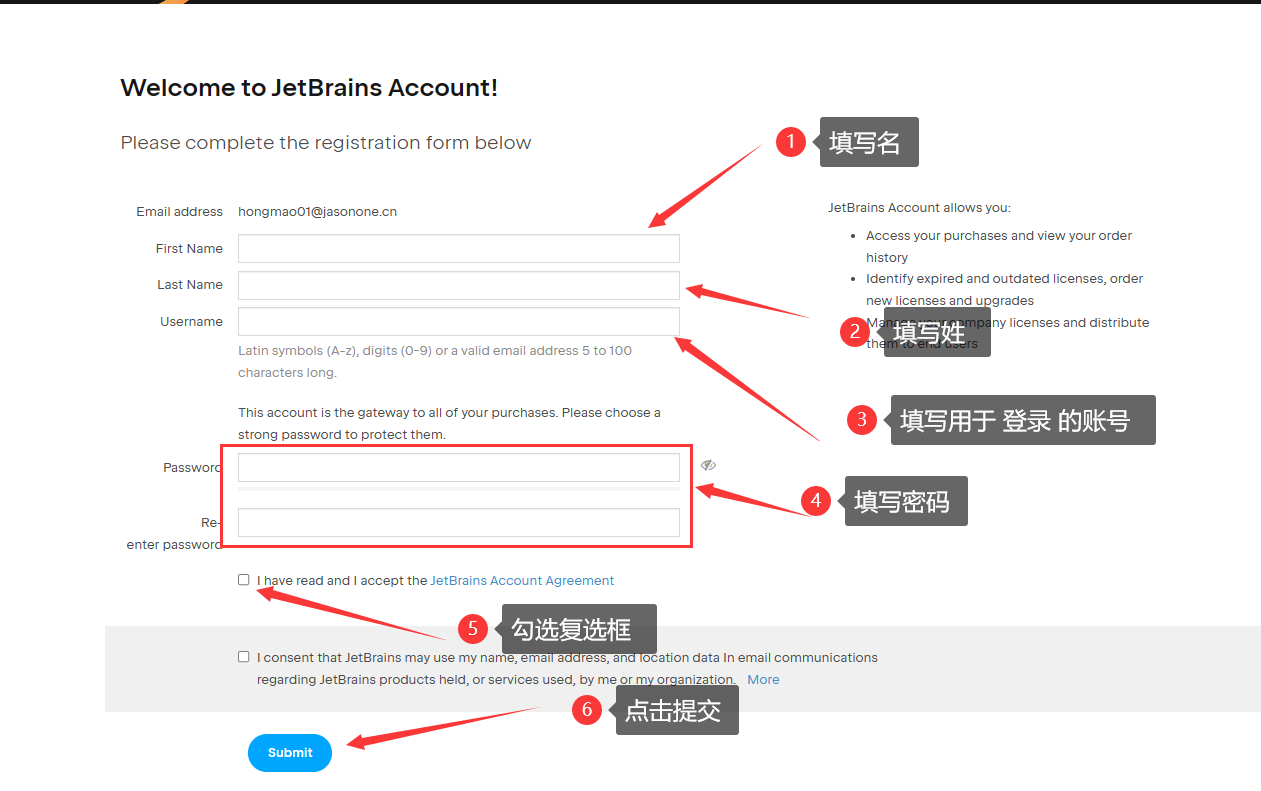 Welcome to JetBrains Account!
Please complete the registration form below
1 填写名
Email address hongmao01@jasonone.cn
First Name
Last Name
Username
Latin symbols (A-z), digits (0-9) or a valid email address 5 to 100
characters long.
This account is the gateway to all of your purchases. Please choose a
strong password to protect them.
Password
Re-
enter password
I have read and I accept the JetBrains Account Agreement
I consent that JetBrains may use my name, email address, and location data In email communications
regarding JetBrains products held, or services used, by me or my organization. More
Submit
JetBrains Account allows you:
Access your purchases and view your order
history
Identify expired and outdated licenses, order
new licenses and upgrades
Manage your company licenses and distribute
them to end users
2 填写姓
3 填写用于 登录 的账号
4 填写密码
5 勾选复选框
6 点击提交